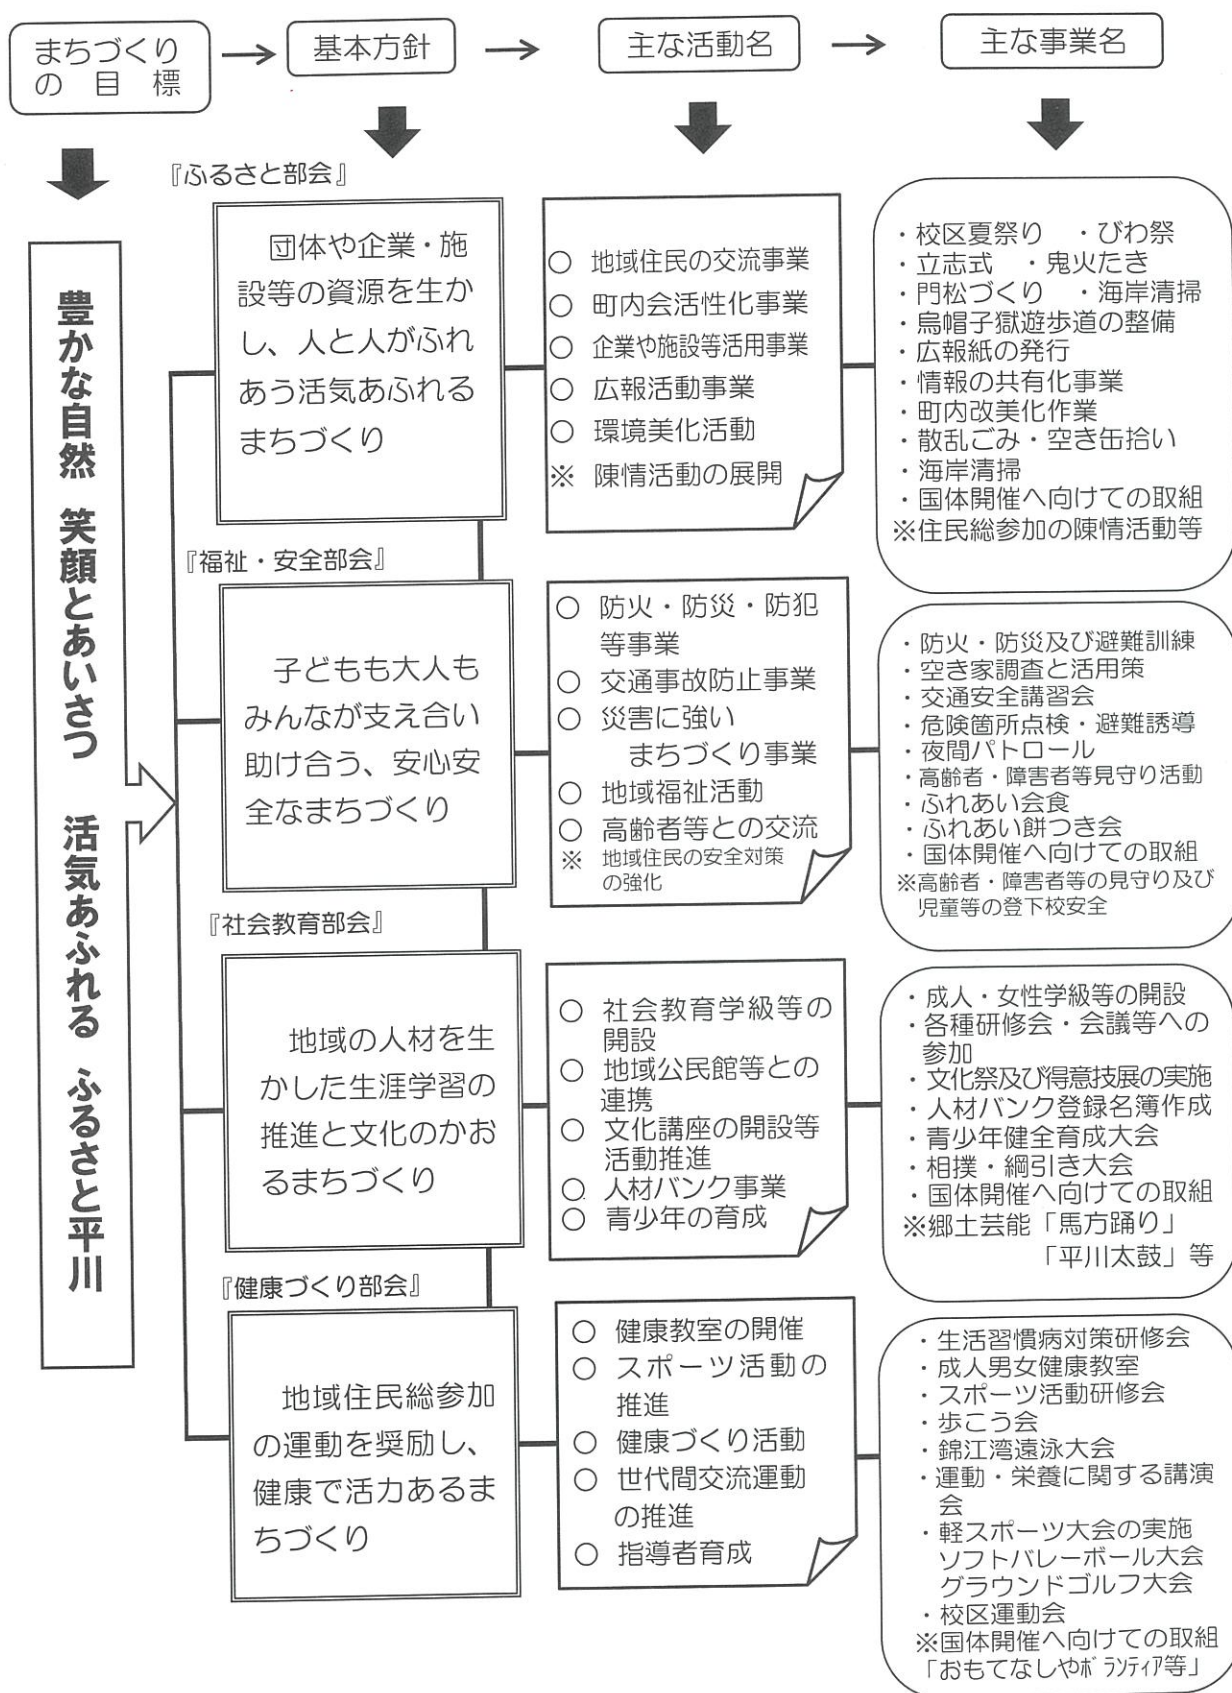 まちづくり
の目標
→
基本方針
→
主な活動名
→
主な事業名
豊かな自然 笑顔とあいさつ 活気あふれる ふるさと平川
『ふるさと部会』
団体や企業・施
設等の資源を生か
し、人と人がふれ
あう活気あふれる
まちづくり
○ 地域住民の交流事業
○ 町内会活性化事業
○ 企業や施設等活用事業
○ 広報活動事業
○ 環境美化活動
※ 陳情活動の展開
・校区夏祭り ・びわ祭
・立志式 ・鬼火たき
・門松づくり ・海岸清掃
・烏帽子獄遊歩道の整備
・広報紙の発行
・情報の共有化事業
・町内改美化作業
・散乱ごみ・空き缶拾い
・海岸清掃
・国体開催へ向けての取組
※住民総参加の陳情活動等
『福祉・安全部会』
子どもも大人も
みんなが支え合い
助け合う、安心安
全なまちづくり
○ 防火・防災・防犯
等事業
○ 交通事故防止事業
○ 災害に強い
まちづくり事業
○ 地域福祉活動
○ 高齢者等との交流
※ 地域住民の安全対策
の強化
・防火・防災及び避難訓練
・空き家調査と活用策
・交通安全講習会
・危険箇所点検・避難誘導
・夜間パトロール
・高齢者・障害者等見守り活動
・ふれあい会食
・ふれあい餅つき会
・国体開催へ向けての取組
※高齢者・障害者等の見守り及び
児童等の登下校安全
『社会教育部会』
地域の人材を生
かした生涯学習の
推進と文化のかお
るまちづくり
○ 社会教育学級等の
開設
○ 地域公民館等との
連携
○ 文化講座の開設等
活動推進
○ 人材バンク事業
○ 青少年の育成
・成人・女性学級等の開設
・各種研修会・会議等への
参加
・文化祭及び得意技展の実施
・人材バンク登録名簿作成
・青少年健全育成大会
・相撲・綱引き大会
・国体開催へ向けての取組
※郷土芸能「馬方踊り」
「平川太鼓」等
『健康づくり部会』
地域住民総参加
の運動を奨励し、
健康で活力あるま
ちづくり
○ 健康教室の開催
○ スポーツ活動の
推進
○ 健康づくり活動
○ 世代間交流運動
の推進
○ 指導者育成
・生活習慣病対策研修会
・成人男女健康教室
・スポーツ活動研修会
・歩こう会
・錦江湾遠泳大会
・運動・栄養に関する講演
会
・軽スポーツ大会の実施
ソフトバレーボール大会
グラウンドゴルフ大会
・校区運動会
※国体開催へ向けての取組
「おもてなしやボランティア等」